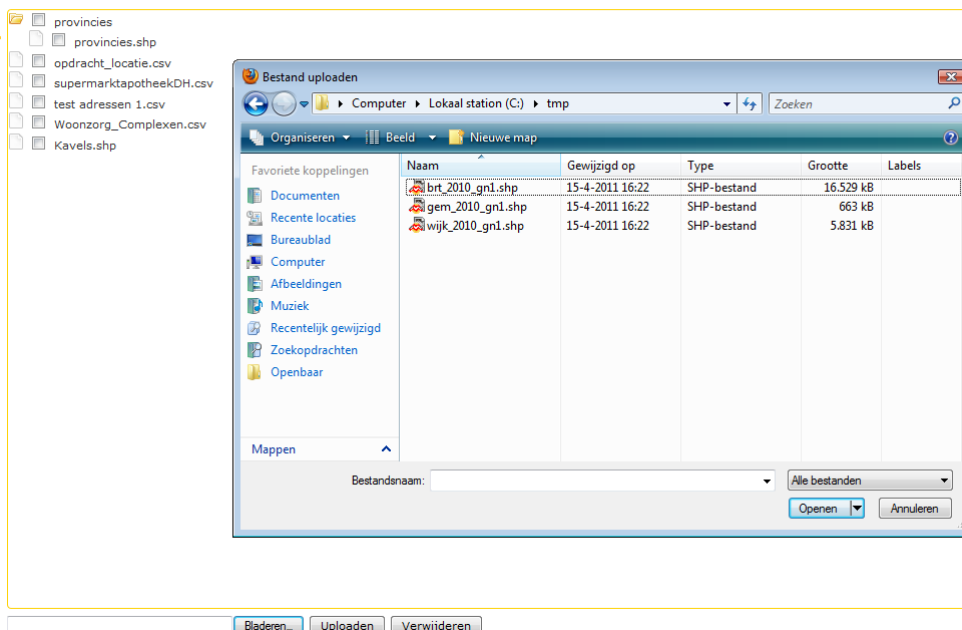 provincies
provincies.shp
opdracht_locatie.csv
supermarktapotheekDH.csv
test adressen 1.csv
Woonzorg_Complexen.csv
Kavels.shp
Bestand uploaden
Computer Lokaal station (C:) tmp
Zoeken
Organiseren Beeld Nieuwe map
Favoriete koppelingen
Documenten
Recente locaties
Bureaublad
Computer
Afbeeldingen
Muziek
Recentelijk gewijzigd
Zoekopdrachten
Openbaar
Mappen
Naam Gewijzigd op Type Grootte Labels
brt_2010_gn1.shp 15-4-2011 16:22 SHP-bestand 16.529 kB
gem_2010_gn1.shp 15-4-2011 16:22 SHP-bestand 663 kB
wijk_2010_gn1.shp 15-4-2011 16:22 SHP-bestand 5.831 kB
Bestandsnaam: Alle bestanden
Openen Annuleren
Bladeren... Uploaden Verwijderen